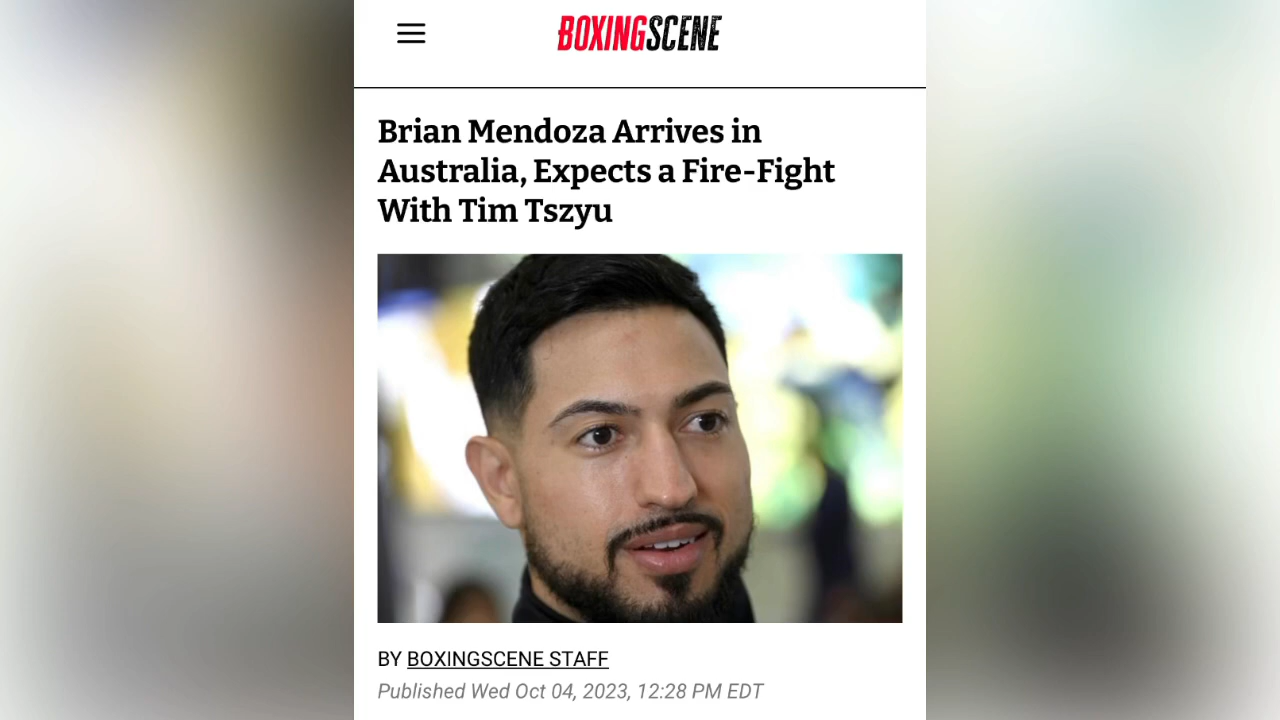 BOXINGSCENE
Brian Mendoza Arrives in
Australia, Expects a Fire-Fight
With Tim Tszyu
BY BOXINGSCENE STAFF
Published Wed Oct 04, 2023, 12:28 PM EDT